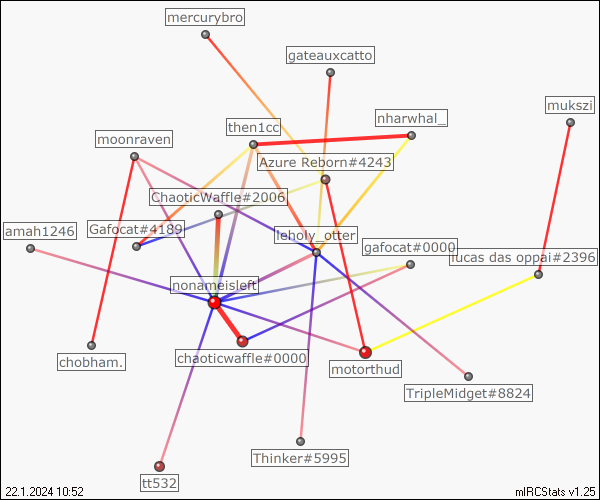 mercurybro
gateauxcatto
mukszi
nharwhal_
then1cc
moonraven
Azure Reborn#4243
ChaoticWaffle#2006
amah1246
Gafocat#4189
leholy_otter
gafocat#0000
lucas das oppai#2396
nonameisleft
chobham.
chaoticwaffle#0000
motorthud
TripleMidget#8824
Thinker#5995
tt532
22.1.2024 10:52
mIRCStats v1.25